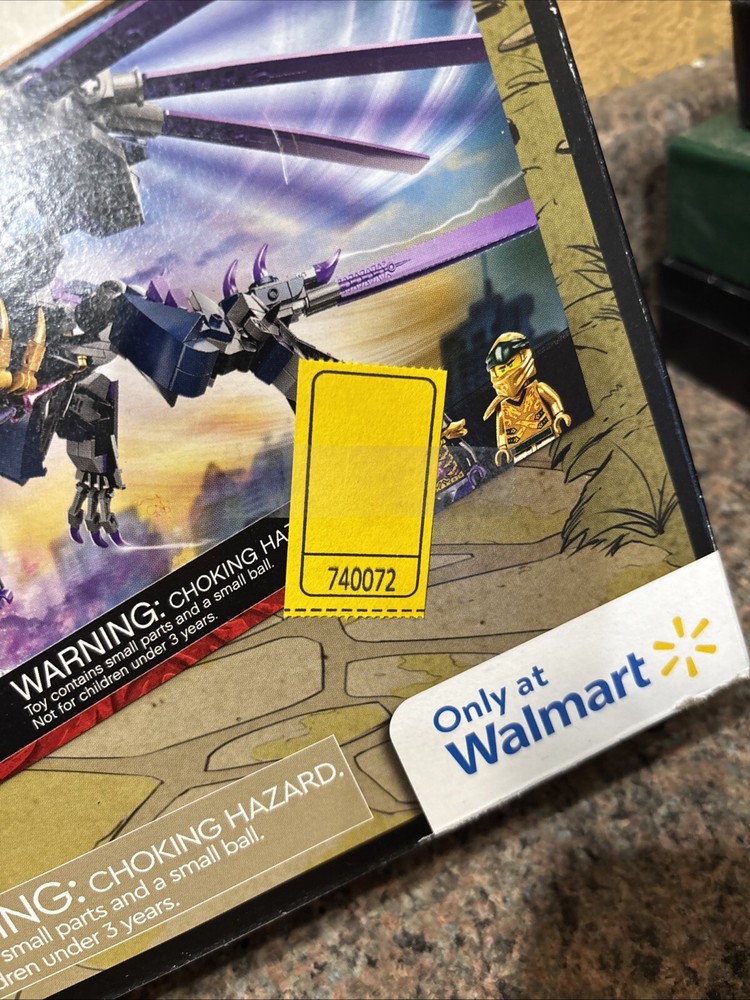 WARNING: CHOKING HA
Toy contains small parts and a small ball.
Not for children under 3 years.
740072
Only at
Walmart
NG: CHOKING HAZARD.
small parts and a small ball.
dren under 3 years.